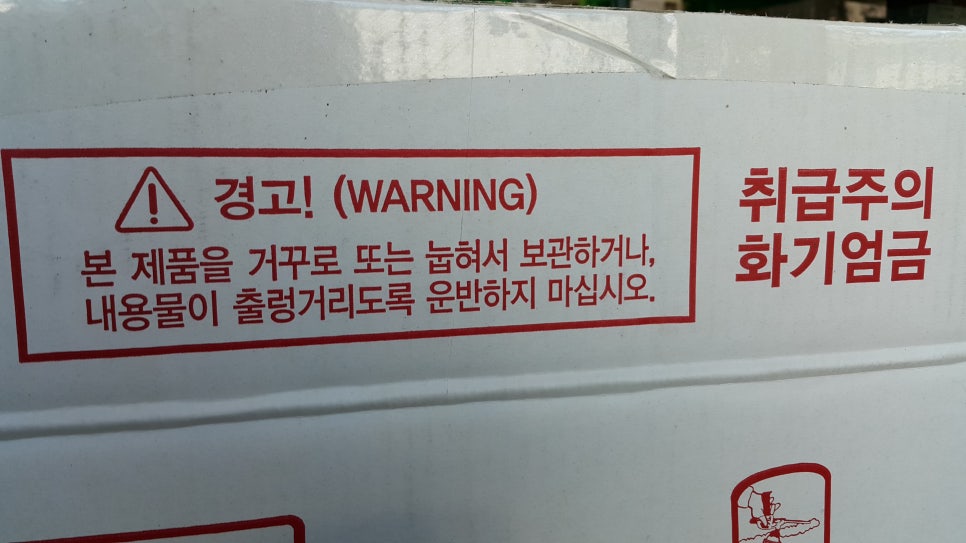 경고! (WARNING)
본 제품을 거꾸로 또는 눕혀서 보관하거나,
내용물이 출렁거리도록 운반하지 마십시오.
취급주의
화기엄금